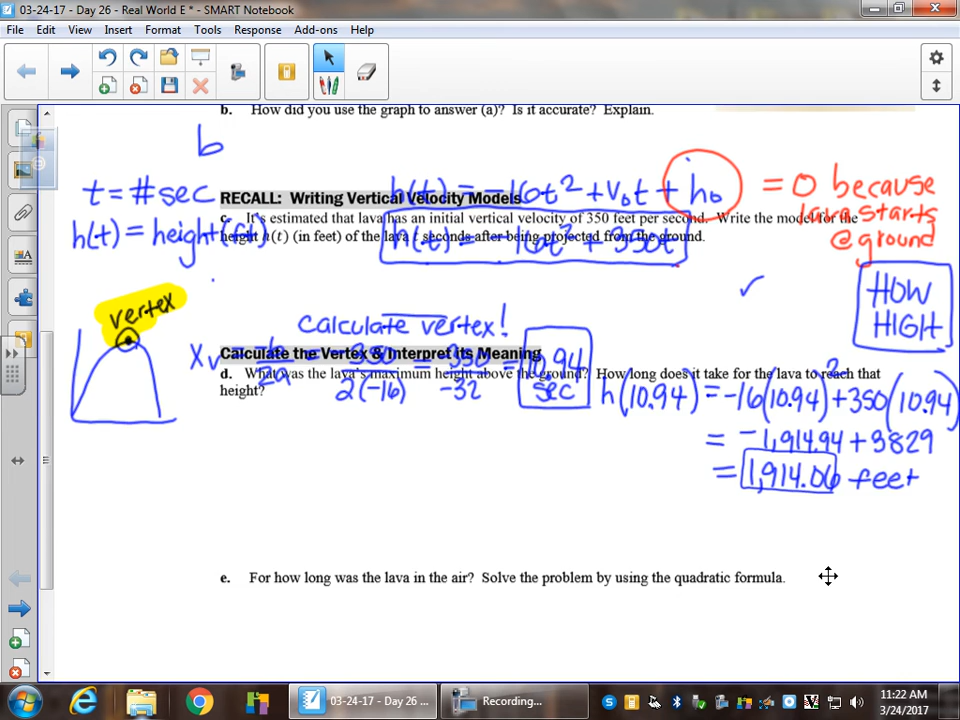 03-24-17 - Day 26 - Real World E * - SMART Notebook
File Edit View Insert Format Tools Response Add-ons Help
b. How did you use the graph to answer (a)? Is it accurate? Explain.
b
t = # sec
h(t) = height (ft)
RECALL: Writing Vertical Velocity Models
h(t) = -16t² + v₀t + h₀
= 0 because
lava starts
@ ground
c. It's estimated that lava has an initial vertical velocity of 350 feet per second. Write the model for the
height h(t) (in feet) of the lava t seconds after being projected from the ground.
h(t) = -16t² + 350t
✓
HOW
HIGH
vertex
Calculate vertex!
Calculate the Vertex & Interpret its Meaning
Xv = -b/2a = -350/2(-16) = -350/-32 = 10.94 sec
d. What was the lava's maximum height above the ground? How long does it take for the lava to reach that
height?
h(10.94) = -16(10.94)² + 350(10.94)
= -1,914.94 + 3829
= 1,914.06 feet
e. For how long was the lava in the air? Solve the problem by using the quadratic formula.
03-24-17 - Day 26 ...
Recording...
11:22 AM
3/24/2017